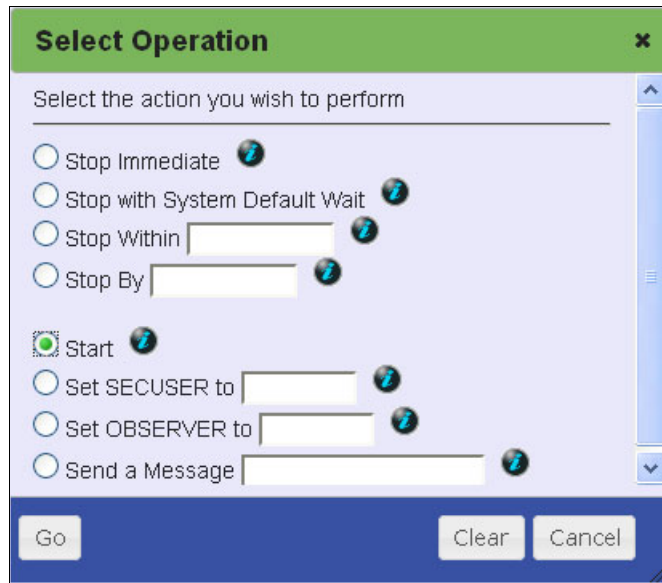 Select Operation
Select the action you wish to perform
Stop Immediate
Stop with System Default Wait
Stop Within
Stop By
Start
Set SECUSER to
Set OBSERVER to
Send a Message
Go Clear Cancel